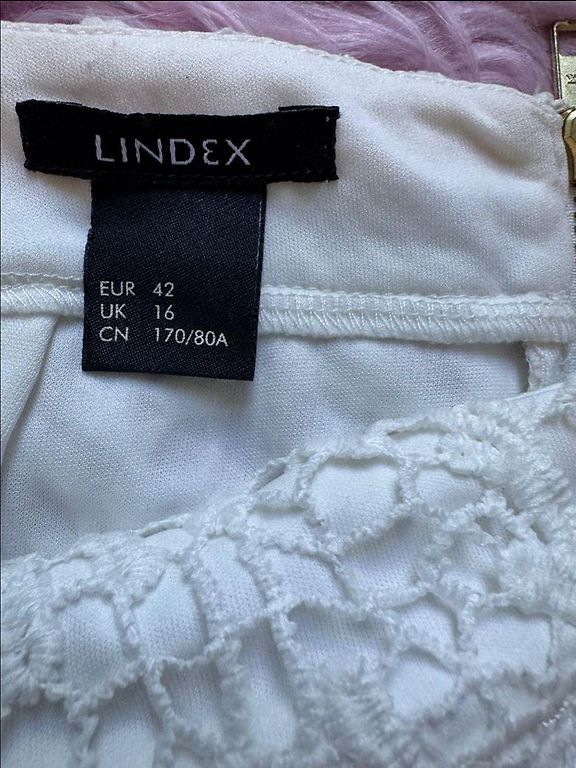 LINDEX
EUR 42
UK 16
CN 170/80A